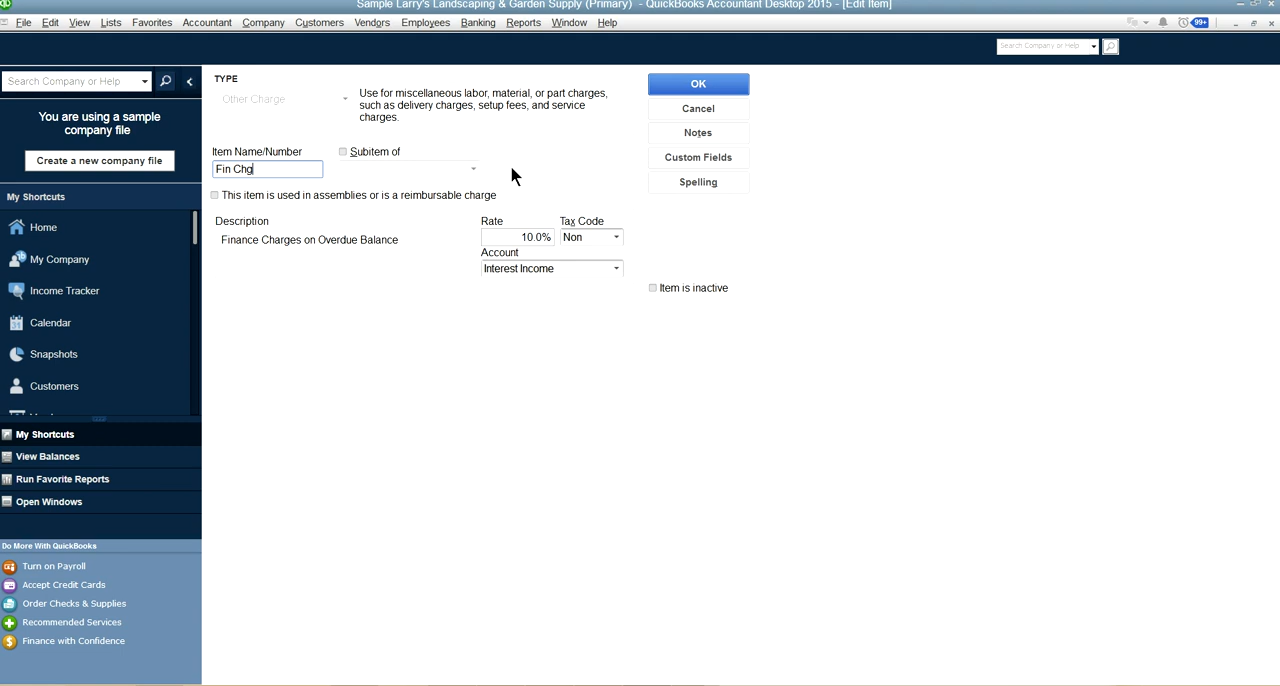 Sample Larry's Landscaping & Garden Supply (Primary) - QuickBooks Accountant Desktop 2015 - [Edit Item]
File Edit View Lists Favorites Accountant Company Customers Vendors Employees Banking Reports Window Help
99+
Search Company or Help
Search Company or Help
You are using a sample
company file
Create a new company file
My Shortcuts
Home
My Company
Income Tracker
Calendar
Snapshots
Customers
My Shortcuts
View Balances
Run Favorite Reports
Open Windows
Do More With QuickBooks
Turn on Payroll
Accept Credit Cards
Order Checks & Supplies
Recommended Services
Finance with Confidence
TYPE
Other Charge
Use for miscellaneous labor, material, or part charges,
such as delivery charges, setup fees, and service
charges.
Item Name/Number
Subitem of
Fin Chg
This item is used in assemblies or is a reimbursable charge
Description
Rate
Tax Code
Finance Charges on Overdue Balance
10.0%
Non
Account
Interest Income
OK
Cancel
Notes
Custom Fields
Spelling
Item is inactive